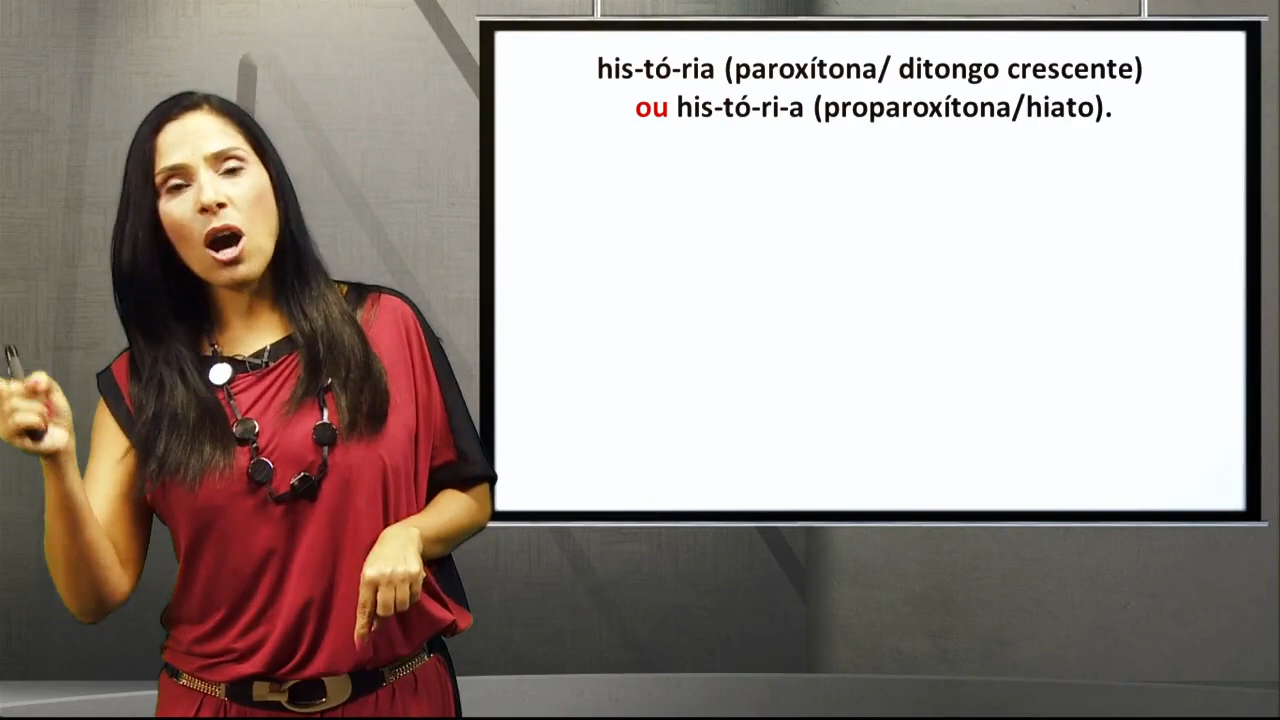 his-tó-ria (paroxítona/ ditongo crescente)
ou his-tó-ri-a (proparoxítona/hiato).